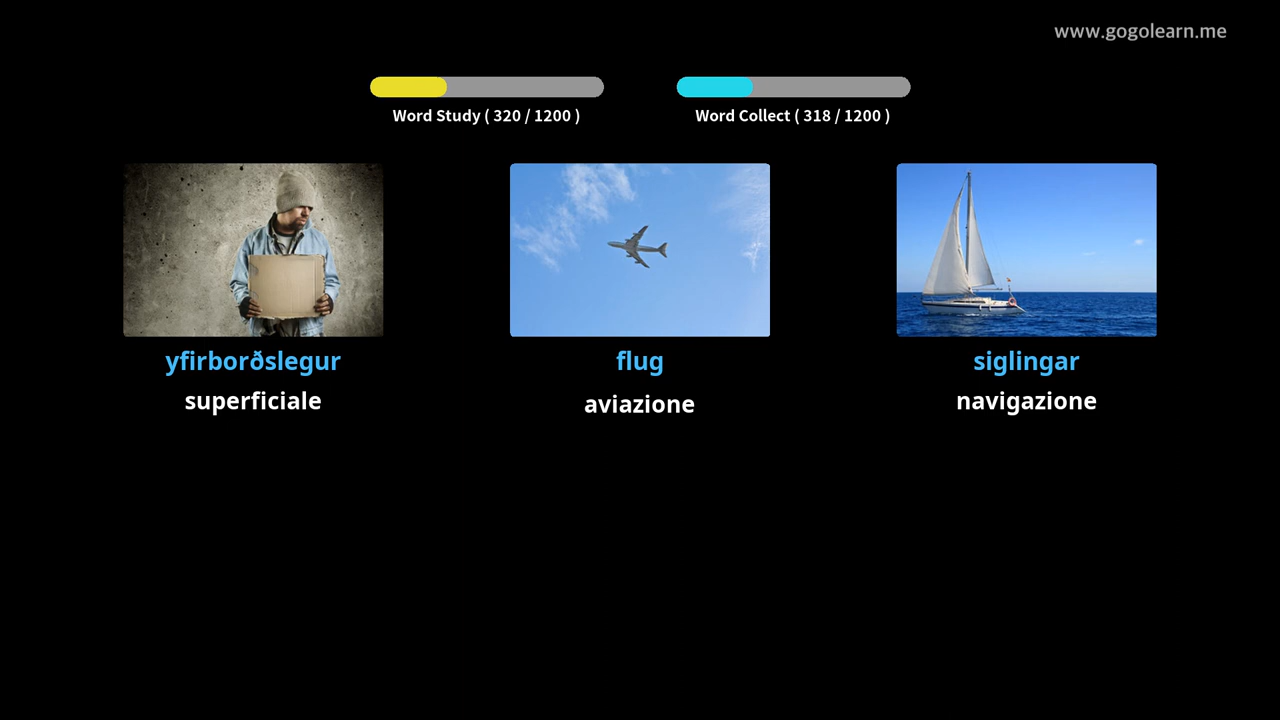 www.gogolearn.me
Word Study ( 320 / 1200 )
Word Collect ( 318 / 1200 )
yfirborðslegur
superficiale
flug
aviazione
siglingar
navigazione